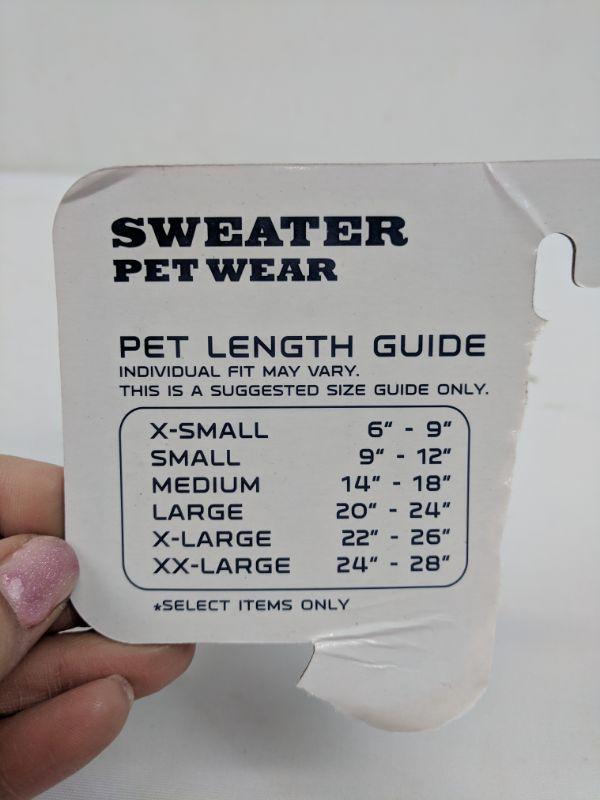 SWEATER
PET WEAR
PET LENGTH GUIDE
INDIVIDUAL FIT MAY VARY.
THIS IS A SUGGESTED SIZE GUIDE ONLY.
X-SMALL 6" - 9"
SMALL 9" - 12"
MEDIUM 14" - 18"
LARGE 20" - 24"
X-LARGE 22" - 26"
XX-LARGE 24" - 28"
*SELECT ITEMS ONLY